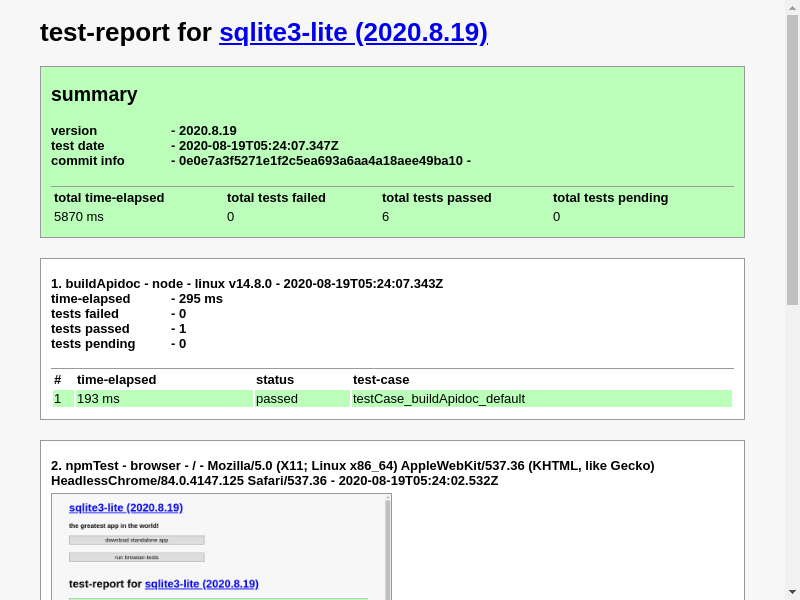 test-report for sqlite3-lite (2020.8.19)
summary
version - 2020.8.19
test date - 2020-08-19T05:24:07.347Z
commit info - 0e0e7a3f5271e1f2c5ea693a6aa4a18aee49ba10 -
total time-elapsed total tests failed total tests passed total tests pending
5870 ms 0 6 0
1. buildApidoc - node - linux v14.8.0 - 2020-08-19T05:24:07.343Z
time-elapsed - 295 ms
tests failed - 0
tests passed - 1
tests pending - 0
# time-elapsed status test-case
1 193 ms passed testCase_buildApidoc_default
2. npmTest - browser - / - Mozilla/5.0 (X11; Linux x86_64) AppleWebKit/537.36 (KHTML, like Gecko)
HeadlessChrome/84.0.4147.125 Safari/537.36 - 2020-08-19T05:24:02.532Z
sqlite3-lite (2020.8.19)
the greatest app in the world!
download standalone app
run browser-tests
test-report for sqlite3-lite (2020.8.19)